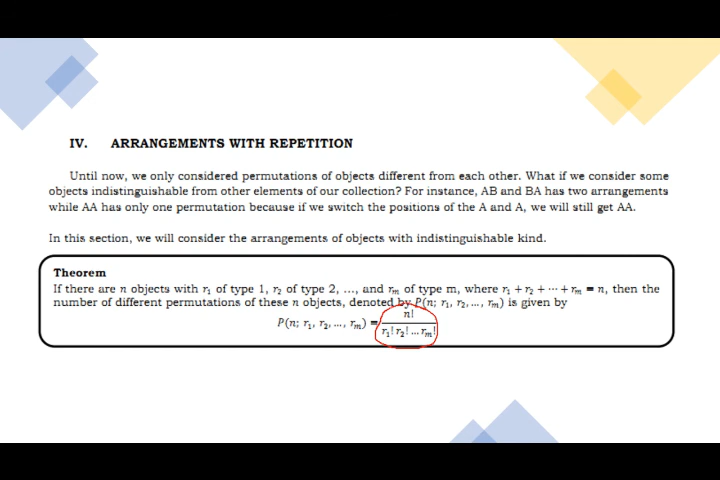 IV. ARRANGEMENTS WITH REPETITION
Until now, we only considered permutations of objects different from each other. What if we consider some
objects indistinguishable from other elements of our collection? For instance, AB and BA has two arrangements
while AA has only one permutation because if we switch the positions of the A and A, we will still get AA.
In this section, we will consider the arrangements of objects with indistinguishable kind.
Theorem
If there are n objects with r₁ of type 1, r₂ of type 2, ..., and rₘ of type m, where r₁ + r₂ + ⋯ + rₘ = n, then the
number of different permutations of these n objects, denoted by P(n; r₁, r₂, ..., rₘ) is given by
P(n; r₁, r₂, ..., rₘ) = n! / r₁! r₂! ... rₘ!